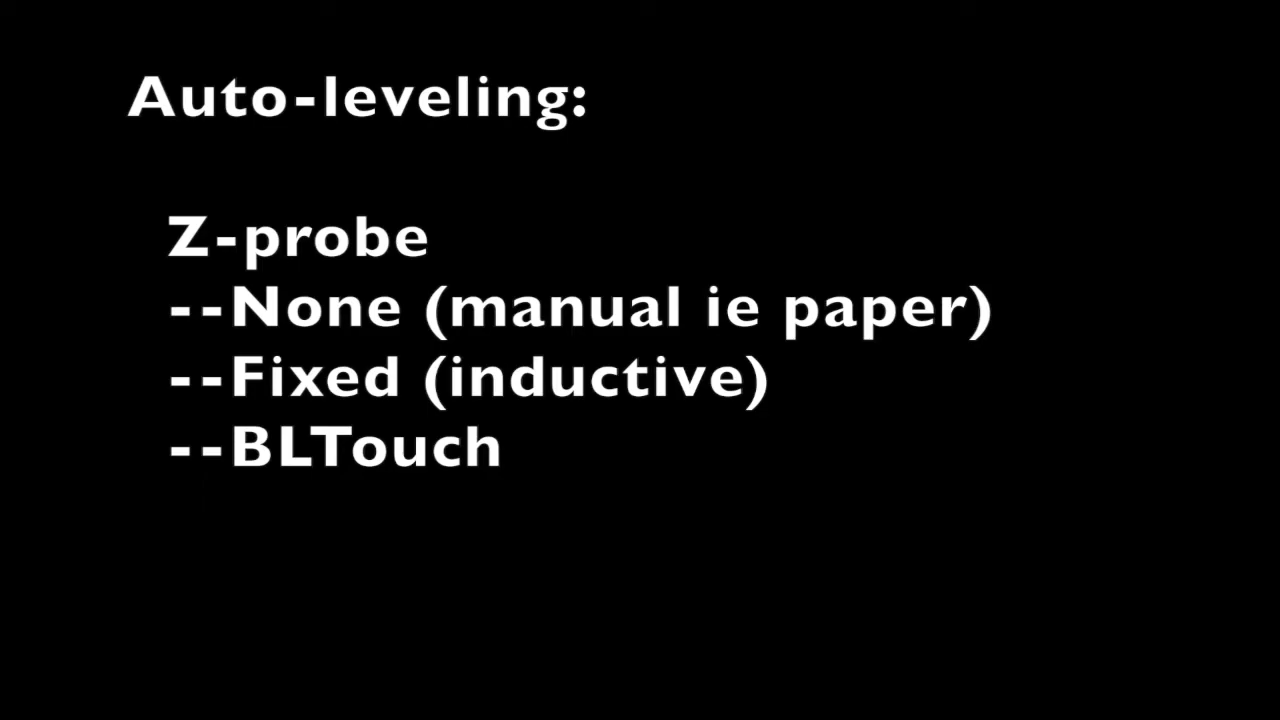 Auto-leveling:
Z-probe
--None (manual ie paper)
--Fixed (inductive)
--BLTouch